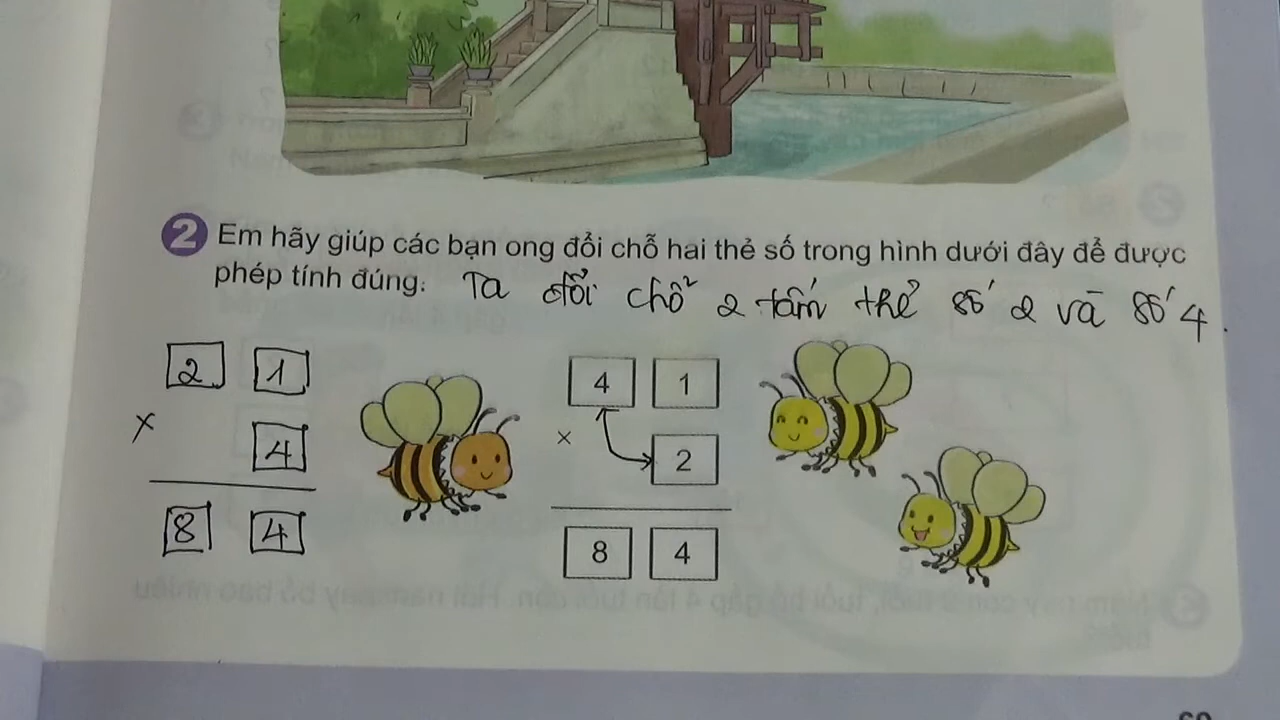 2 Em hãy giúp các bạn ong đổi chỗ hai thẻ số trong hình dưới đây để được
phép tính đúng. Ta đổi chỗ 2 tấm thẻ số 2 và số 4.
2 1
x
4
8 4
4 1
x
2
8 4